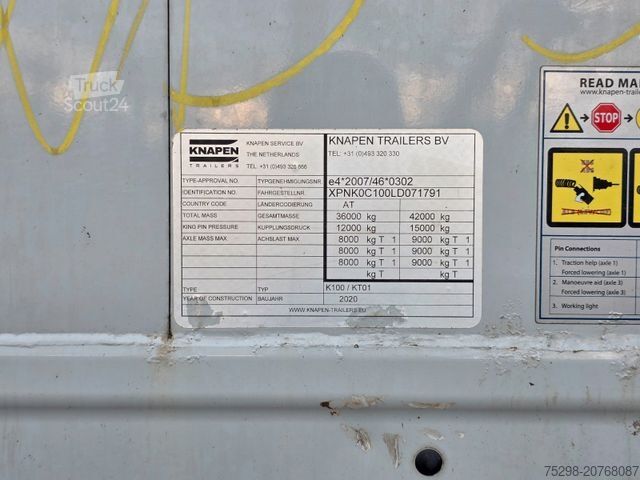 Truck
Scout24
KNAPEN
TRAILERS
KNAPEN SERVICE BV
THE NETHERLANDS
TEL. +31 (0)493 326 666
KNAPEN TRAILERS BV
TEL: +31 (0)493 320 330
TYPE-APPROVAL NO. TYPGENEHMIGUNGSNR e4*2007/46*0302
IDENTIFICATION NO. FAHRGESTELLNR. XPNK0C100LD071791
COUNTRY CODE LÄNDERCODIERUNG AT
TOTAL MASS GESAMTMASSE 36000 kg 42000 kg
KING PIN PRESSURE KUPPLUNGSDRUCK 12000 kg 15000 kg
AXLE MASS MAX ACHSLAST MAX 8000 kg T 1 9000 kg T 1
8000 kg T 1 9000 kg T 1
8000 kg T 1 9000 kg T 1
kg T kg T
TYPE TYP K100 / KT01
YEAR OF CONSTRUCTION BAUJAHR 2020
WWW.KNAPEN-TRAILERS.EU
READ MA
www.knapen-traile
STOP
Pin Connections
1. Traction help (axle 1)
Forced lowering (axle 1)
2. Manoeuvre aid (axle 3)
Forced lowering (axle 3)
3. Working light
75298-20768087